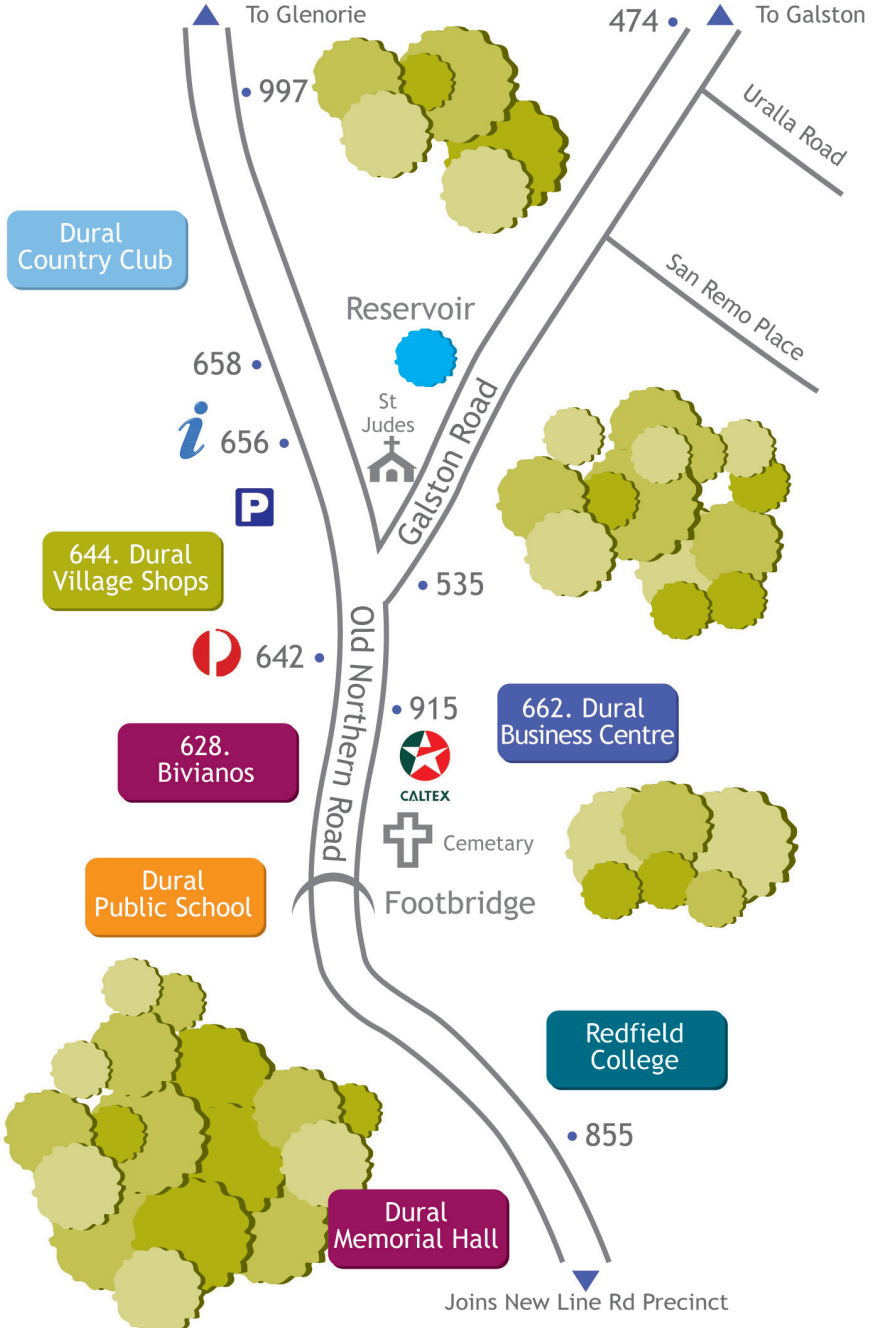 To Glenorie
474
To Galston
997
Uralla Road
Dural
Country Club
San Remo Place
Reservoir
658
St
Judes
i
656
P
Galston Road
644. Dural
Village Shops
535
Old Northern Road
642
915
662. Dural
Business Centre
628.
Bivianos
CALTEX
Cemetary
Dural
Public School
Footbridge
Redfield
College
855
Dural
Memorial Hall
Joins New Line Rd Precinct